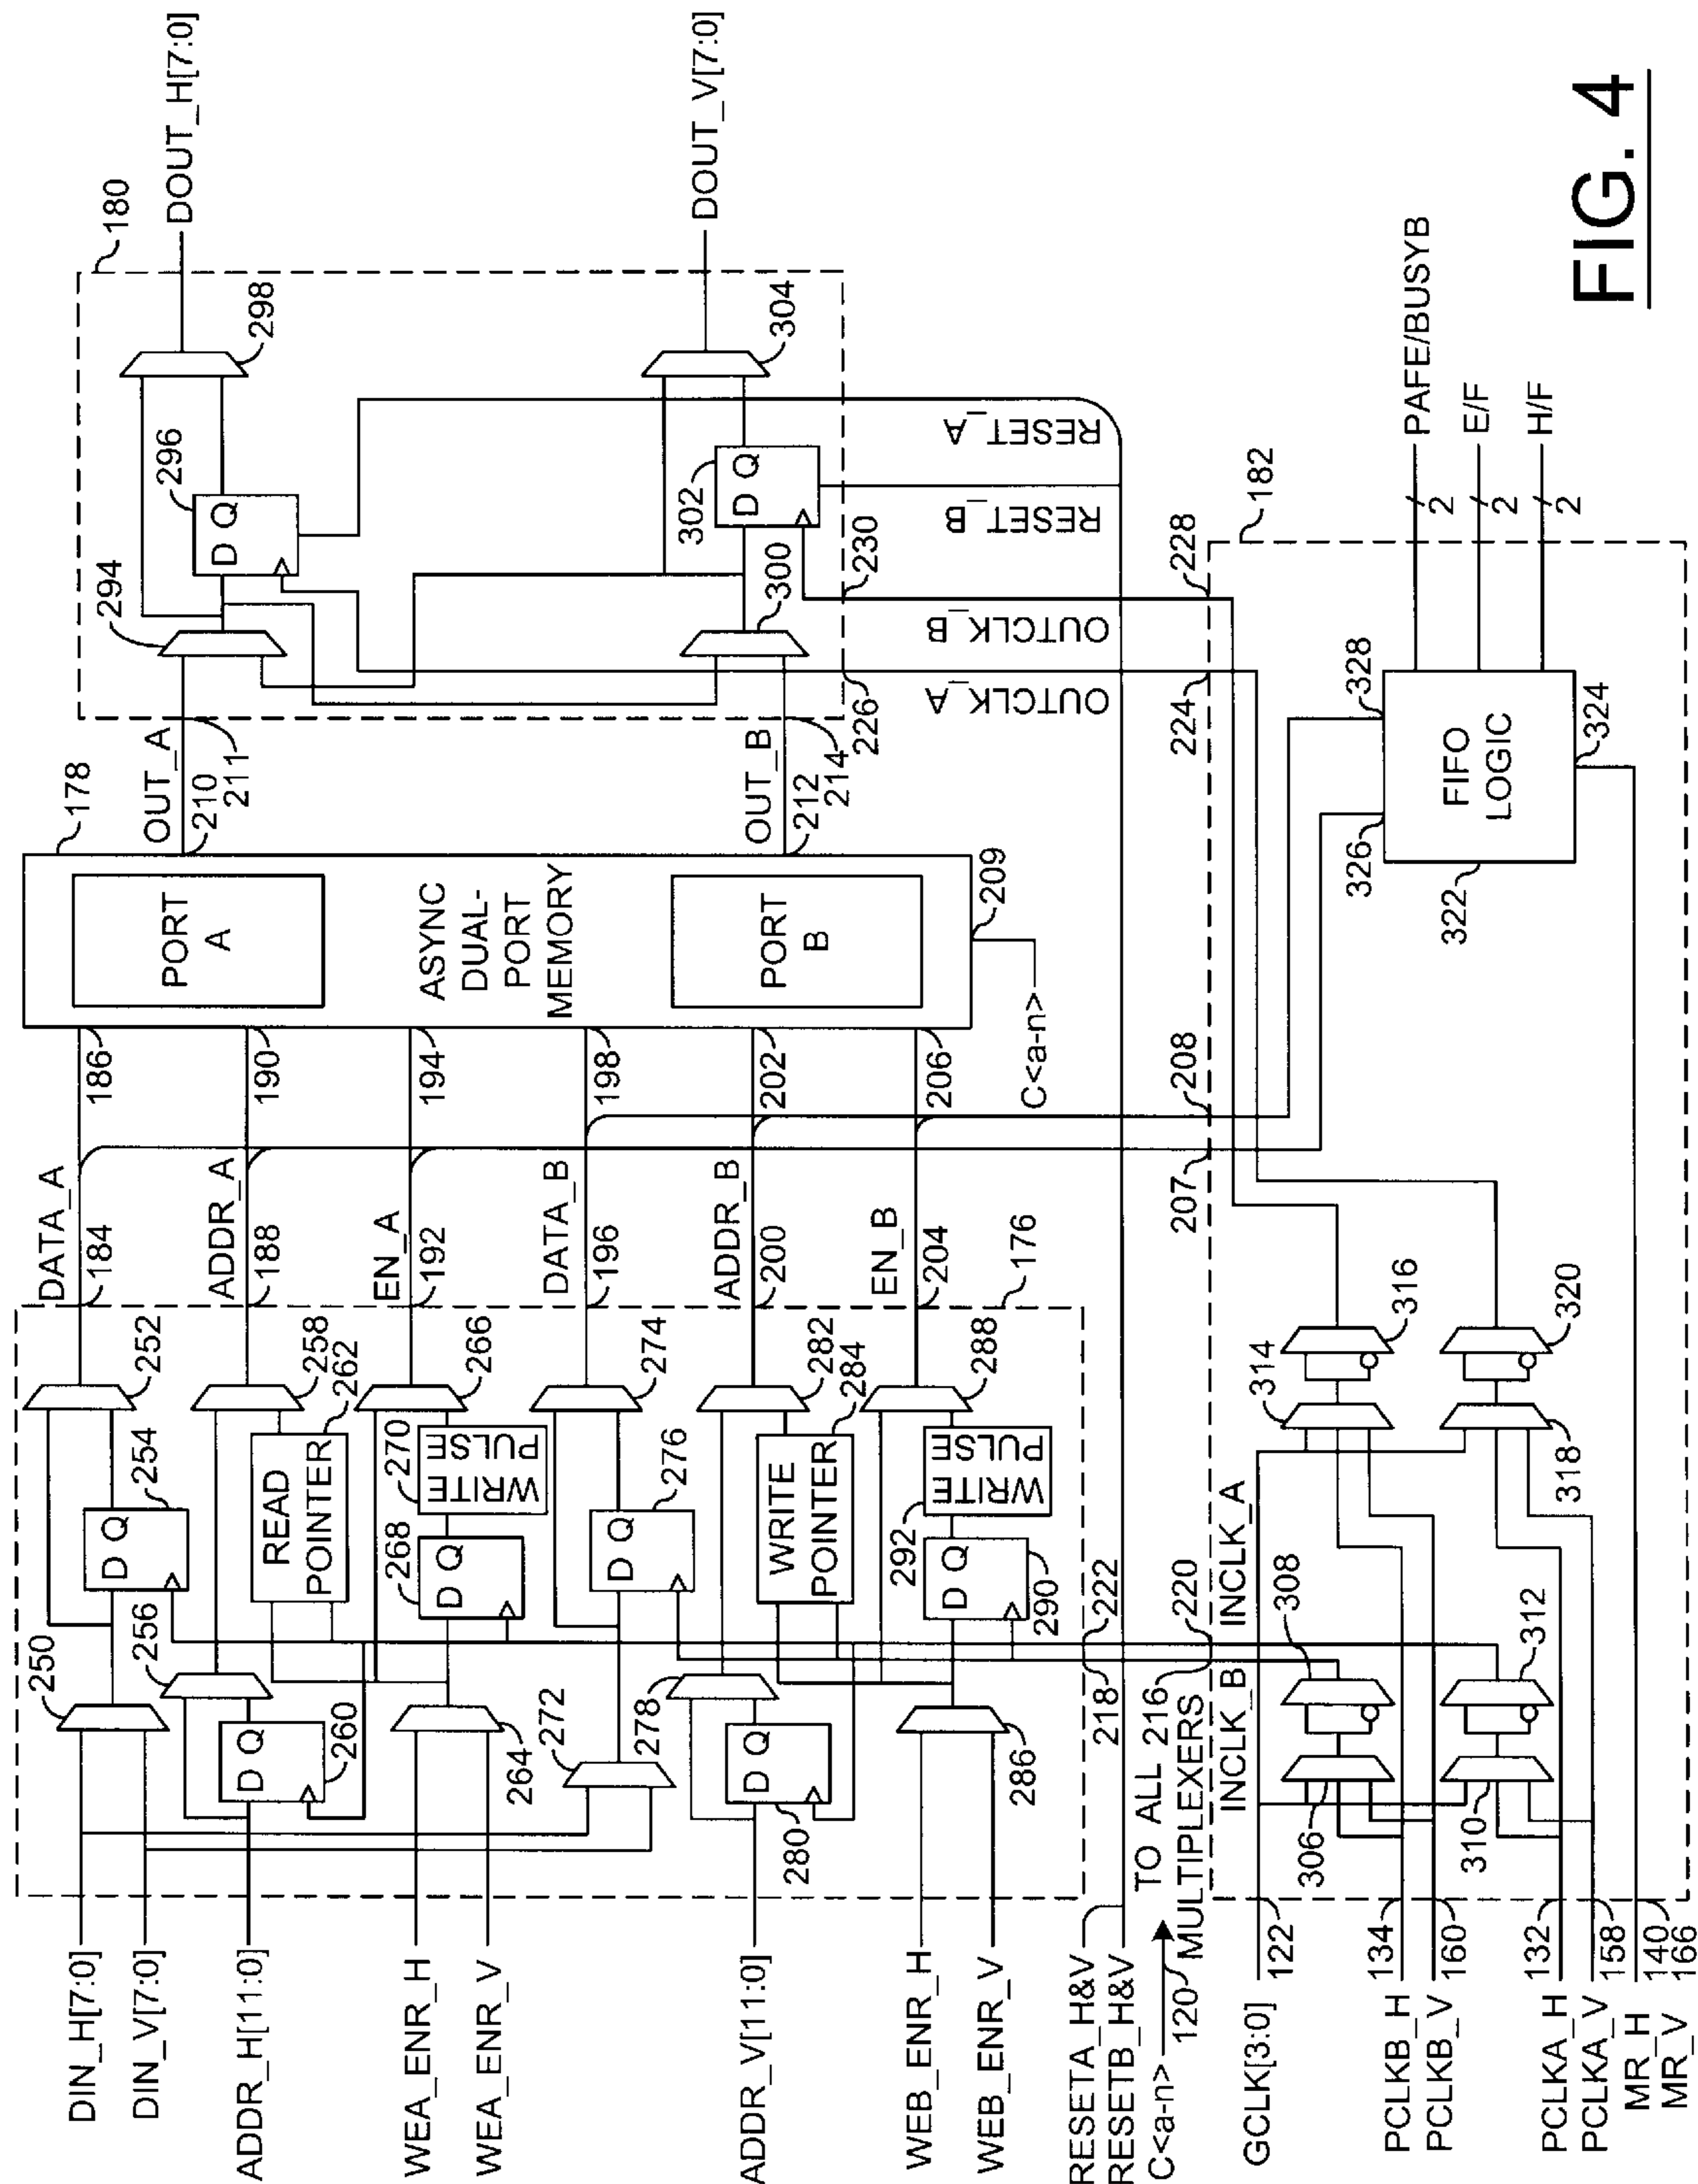 DIN_H[7:0]
DIN_V[7:0]
ADDR_H[11:0]
WEA_ENR_H
WEA_ENR_V
ADDR_V[11:0]
WEB_ENR_H
WEB_ENR_V
RESETA_H&V
RESETB_H&V
C<a-n>
120
TO ALL
MULTIPLEXERS
216
218
220
222
GCLK[3:0]
122
PCLKB_H
134
PCLKB_V
160
PCLKA_H
132
PCLKA_V
158
MR_H
140
MR_V
166
250
252
D Q
254
256
258
D Q
260
READ
POINTER
262
264
266
D Q
268
WRITE
PULSE
270
272
274
D Q
276
278
D Q
280
282
WRITE
POINTER
284
286
288
D Q
290
WRITE
PULSE
292
176
DATA_A
184
186
ADDR_A
188
190
EN_A
192
194
DATA_B
196
198
ADDR_B
200
202
EN_B
204
206
207
208
178
PORT
A
ASYNC
DUAL-
PORT
MEMORY
PORT
B
209
C<a-n>
OUT_A
210
211
OUT_B
212
214
180
294
D Q
296
298
300
D Q
302
304
DOUT_H[7:0]
DOUT_V[7:0]
226
230
OUTCLK_A
OUTCLK_B
RESET_B
RESET_A
224
228
182
INCLK_B
INCLK_A
306
308
310
312
314
316
318
320
FIFO
LOGIC
322
324
326
328
PAFE/BUSYB
2
E/F
2
H/F
2
FIG. 4